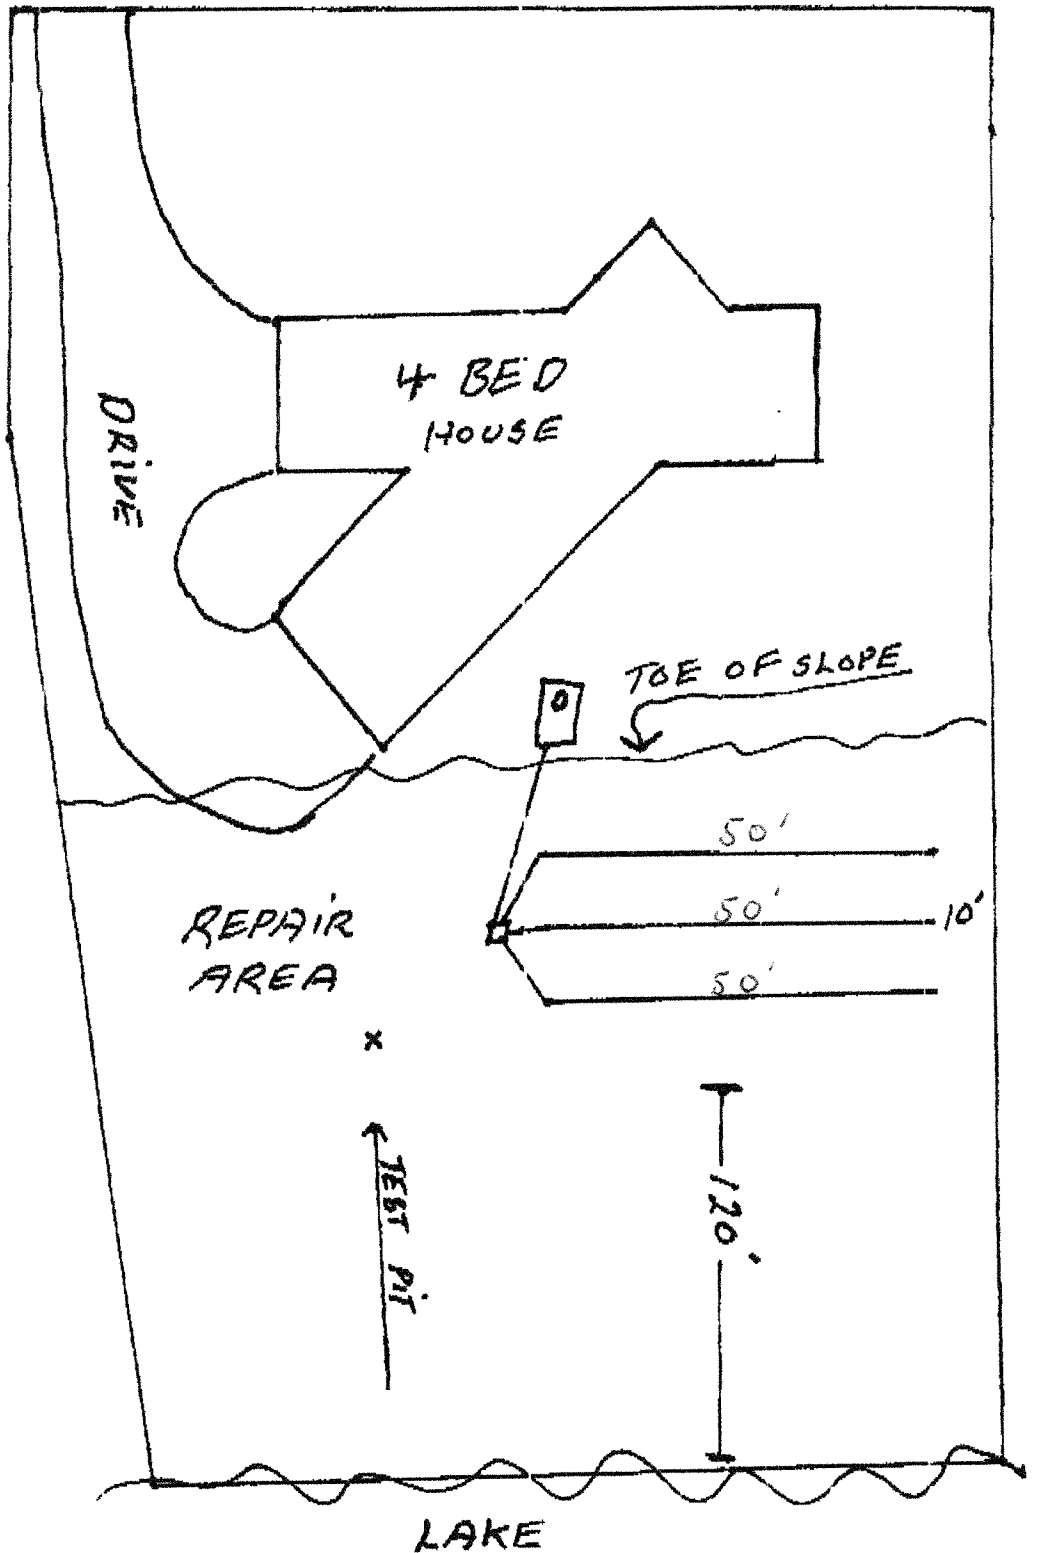 4 BED
HOUSE
DRIVE
TOE OF SLOPE
50'
50'
10'
50'
REPAIR
AREA
x
TEST PIT
120'
LAKE